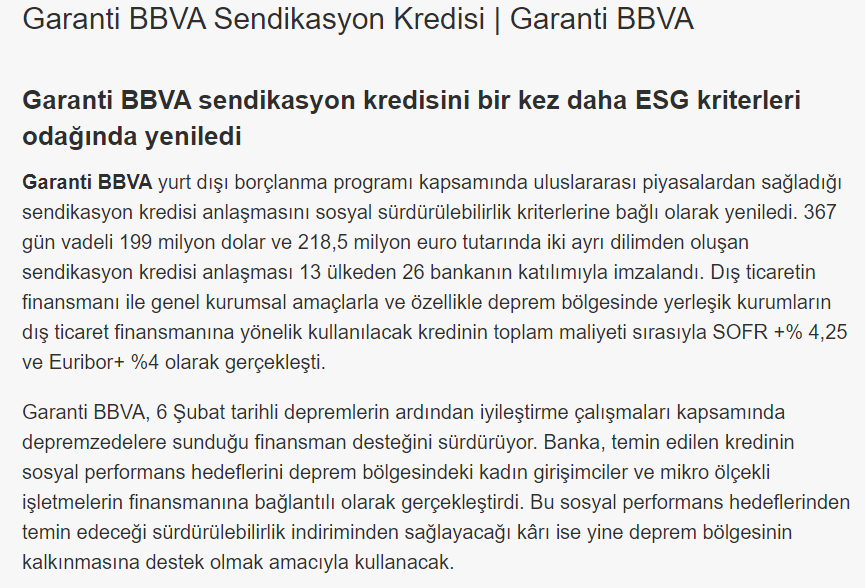 Garanti BBVA Sendikasyon Kredisi | Garanti BBVA
Garanti BBVA sendikasyon kredisini bir kez daha ESG kriterleri
odağında yeniledi
Garanti BBVA yurt dışı borçlanma programı kapsamında uluslararası piyasalardan sağladığı
sendikasyon kredisi anlaşmasını sosyal sürdürülebilirlik kriterlerine bağlı olarak yeniledi. 367
gün vadeli 199 milyon dolar ve 218,5 milyon euro tutarında iki ayrı dilimden oluşan
sendikasyon kredisi anlaşması 13 ülkeden 26 bankanın katılımıyla imzalandı. Dış ticaretin
finansmanı ile genel kurumsal amaçlarla ve özellikle deprem bölgesinde yerleşik kurumların
dış ticaret finansmanına yönelik kullanılacak kredinin toplam maliyeti sırasıyla SOFR +% 4,25
ve Euribor+ %4 olarak gerçekleşti.
Garanti BBVA, 6 Şubat tarihli depremlerin ardından iyileştirme çalışmaları kapsamında
depremzedelere sunduğu finansman desteğini sürdürüyor. Banka, temin edilen kredinin
sosyal performans hedeflerini deprem bölgesindeki kadın girişimciler ve mikro ölçekli
işletmelerin finansmanına bağlantılı olarak gerçekleştirdi. Bu sosyal performans hedeflerinden
temin edeceği sürdürülebilirlik indiriminden sağlayacağı kârı ise yine deprem bölgesinin
kalkınmasına destek olmak amacıyla kullanacak.